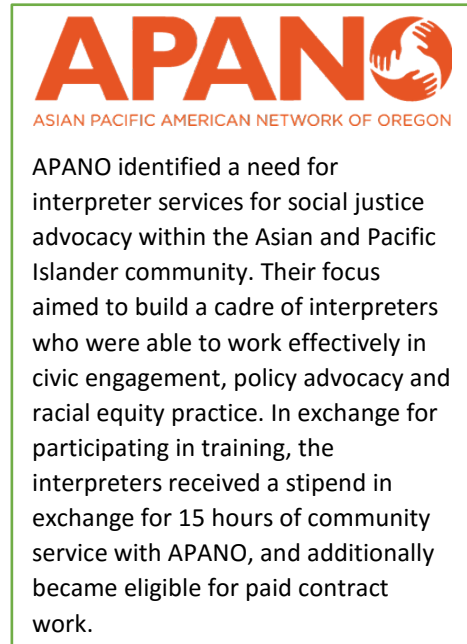 APANO
ASIAN PACIFIC AMERICAN NETWORK OF OREGON
APANO identified a need for
interpreter services for social justice
advocacy within the Asian and Pacific
Islander community. Their focus
aimed to build a cadre of interpreters
who were able to work effectively in
civic engagement, policy advocacy and
racial equity practice. In exchange for
participating in training, the
interpreters received a stipend in
exchange for 15 hours of community
service with APANO, and additionally
became eligible for paid contract
work.